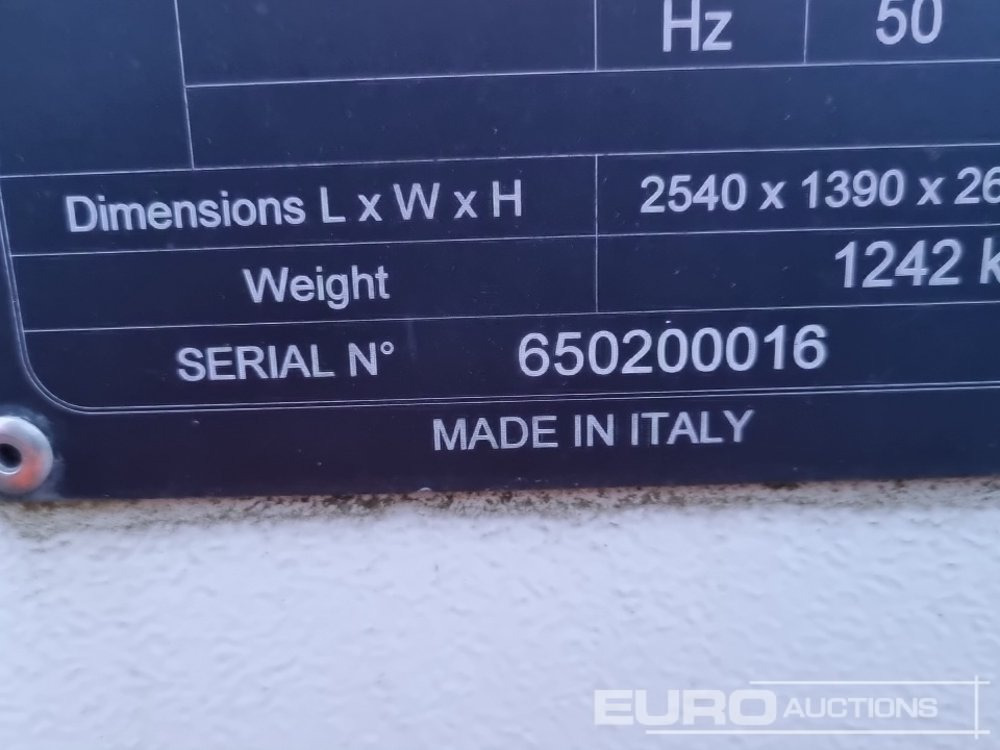 Hz 50
Dimensions L x W x H 2540 x 1390 x 26
Weight 1242 k
SERIAL N° 650200016
MADE IN ITALY
EURO AUCTIONS